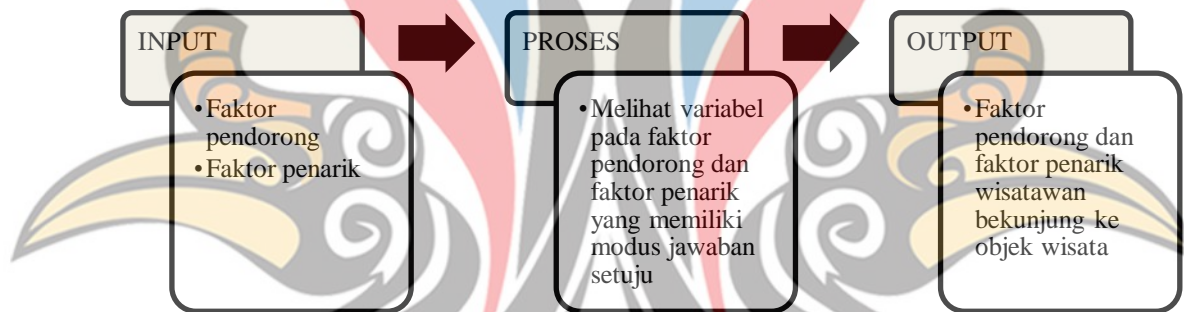 INPUT
•Faktor
pendorong
•Faktor penarik
PROSES
•Melihat variabel
pada faktor
pendorong dan
faktor penarik
yang memiliki
modus jawaban
setuju
OUTPUT
•Faktor
pendorong dan
faktor penarik
wisatawan
bekunjung ke
objek wisata